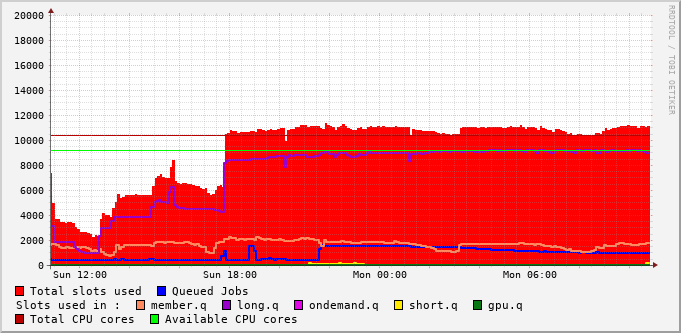 RRDTOOL / TOBI OETIKER
20000
18000
16000
14000
12000
10000
8000
6000
4000
2000
0
Sun 12:00 Sun 18:00 Mon 00:00 Mon 06:00
Total slots used Queued Jobs
Slots used in : member.q long.q ondemand.q short.q gpu.q
Total CPU cores Available CPU cores